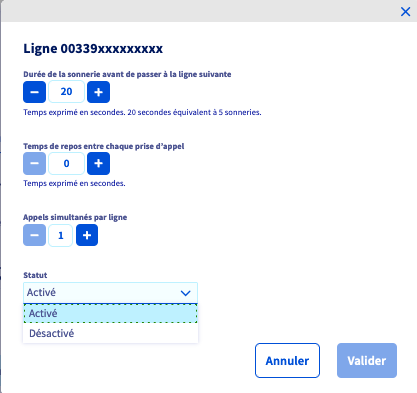 Ligne 00339xxxxxxxxx
Durée de la sonnerie avant de passer à la ligne suivante
− 20 +
Temps exprimé en secondes. 20 secondes équivalent à 5 sonneries.
Temps de repos entre chaque prise d'appel
− 0 +
Temps exprimé en secondes.
Appels simultanés par ligne
− 1 +
Statut
Activé
Activé
Désactivé
Annuler Valider